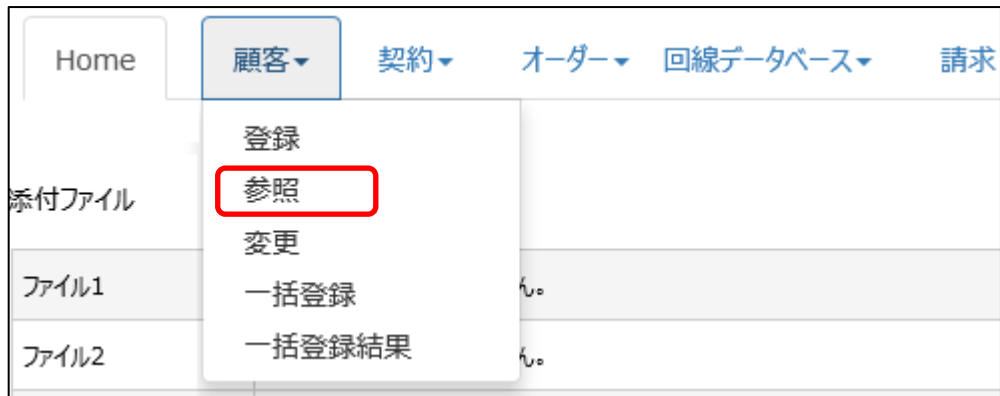 Home 顧客▾ 契約▾ オーダー▾ 回線データベース▾ 請求
登録
参照
変更
一括登録
一括登録結果
添付ファイル
ファイル1 ん。
ファイル2 ん。